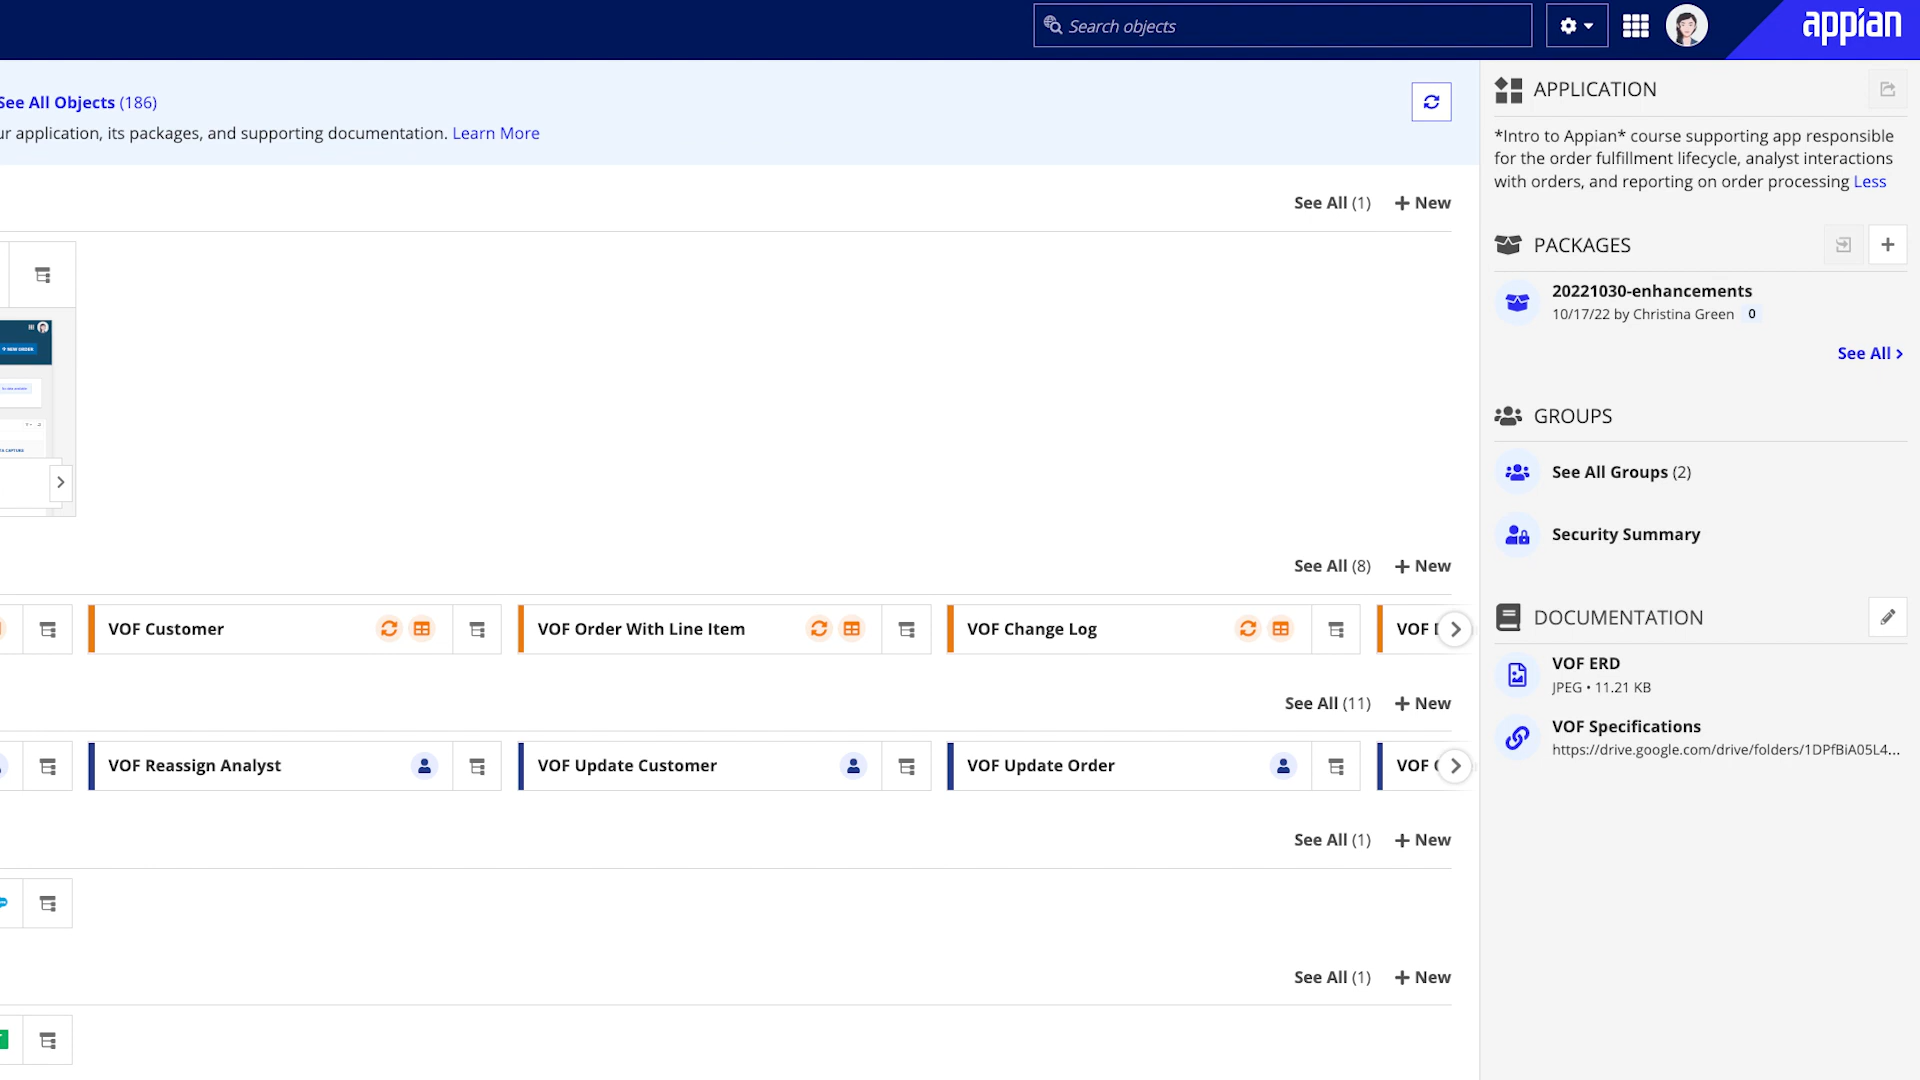 Search objects
appian
See All Objects (186)
ur application, its packages, and supporting documentation. Learn More
See All (1) + New
NEW ORDER
See All (8) + New
VOF Customer
VOF Order With Line Item
VOF Change Log
VOF
See All (11) + New
VOF Reassign Analyst
VOF Update Customer
VOF Update Order
VOF
See All (1) + New
See All (1) + New
APPLICATION
*Intro to Appian* course supporting app responsible
for the order fulfillment lifecycle, analyst interactions
with orders, and reporting on order processing Less
PACKAGES
20221030-enhancements
10/17/22 by Christina Green 0
See All >
GROUPS
See All Groups (2)
Security Summary
DOCUMENTATION
VOF ERD
JPEG • 11.21 KB
VOF Specifications
https://drive.google.com/drive/folders/1DPfBiA05L4...